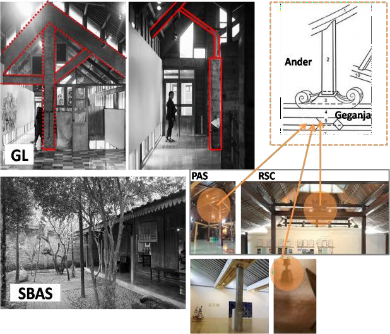 Ander
Geganja
GL
PAS
RSC
SBAS